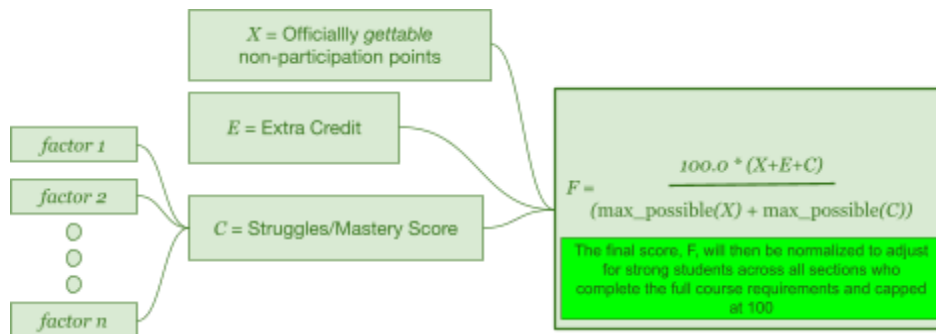 X = Officiallly gettable
non-participation points
E = Extra Credit
factor 1
factor 2
factor n
C = Struggles/Mastery Score
100.0 * (X+E+C)
F =
(max_possible(X) + max_possible(C))
The final score, F, will then be normalized to adjust
for strong students across all sections who
complete the full course requirements and capped
at 100